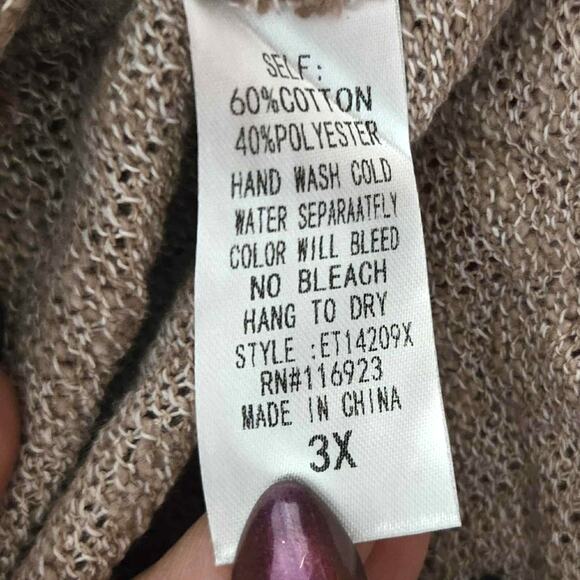 SELF:
60%COTTON
40%POLYESTER
HAND WASH COLD
WATER SEPARAATFLY
COLOR WILL BLEED
NO BLEACH
HANG TO DRY
STYLE :ET14209X
RN#116923
MADE IN CHINA
3X